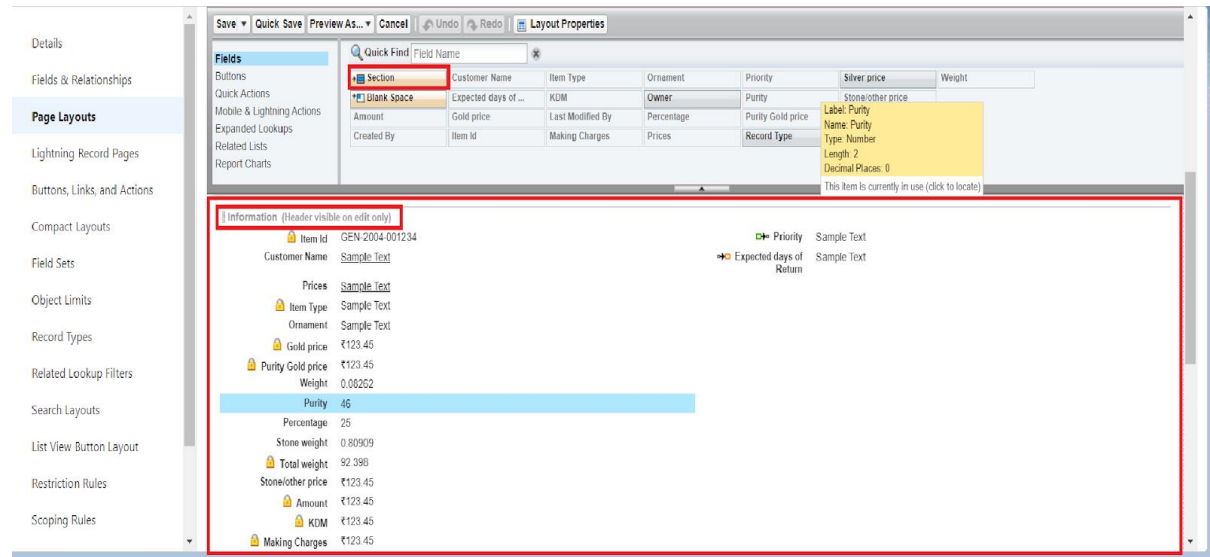 Save ▼ Quick Save Preview As... ▼ Cancel Undo Redo Layout Properties
Details
Fields & Relationships
Page Layouts
Lightning Record Pages
Buttons, Links, and Actions
Compact Layouts
Field Sets
Object Limits
Record Types
Related Lookup Filters
Search Layouts
List View Button Layout
Restriction Rules
Scoping Rules
Fields
Buttons
Quick Actions
Mobile & Lightning Actions
Expanded Lookups
Related Lists
Report Charts
Quick Find Field Name
Section Customer Name Item Type Ornament Priority Silver price Weight
Blank Space Expected days of ... KDM Owner Purity Stone/other price
Amount Gold price Last Modified By Percentage Purity Gold price
Created By Item Id Making Charges Prices Record Type
Label: Purity
Name: Purity
Type: Number
Length: 2
Decimal Places: 0
This item is currently in use (click to locate)
Information (Header visible on edit only)
Item Id GEN-2004-001234 Priority Sample Text
Customer Name Sample Text Expected days of Return Sample Text
Prices Sample Text
Item Type Sample Text
Ornament Sample Text
Gold price ₹123.45
Purity Gold price ₹123.45
Weight 0.08262
Purity 46
Percentage 25
Stone weight 0.80909
Total weight 92.398
Stone/other price ₹123.45
Amount ₹123.45
KDM ₹123.45
Making Charges ₹123.45